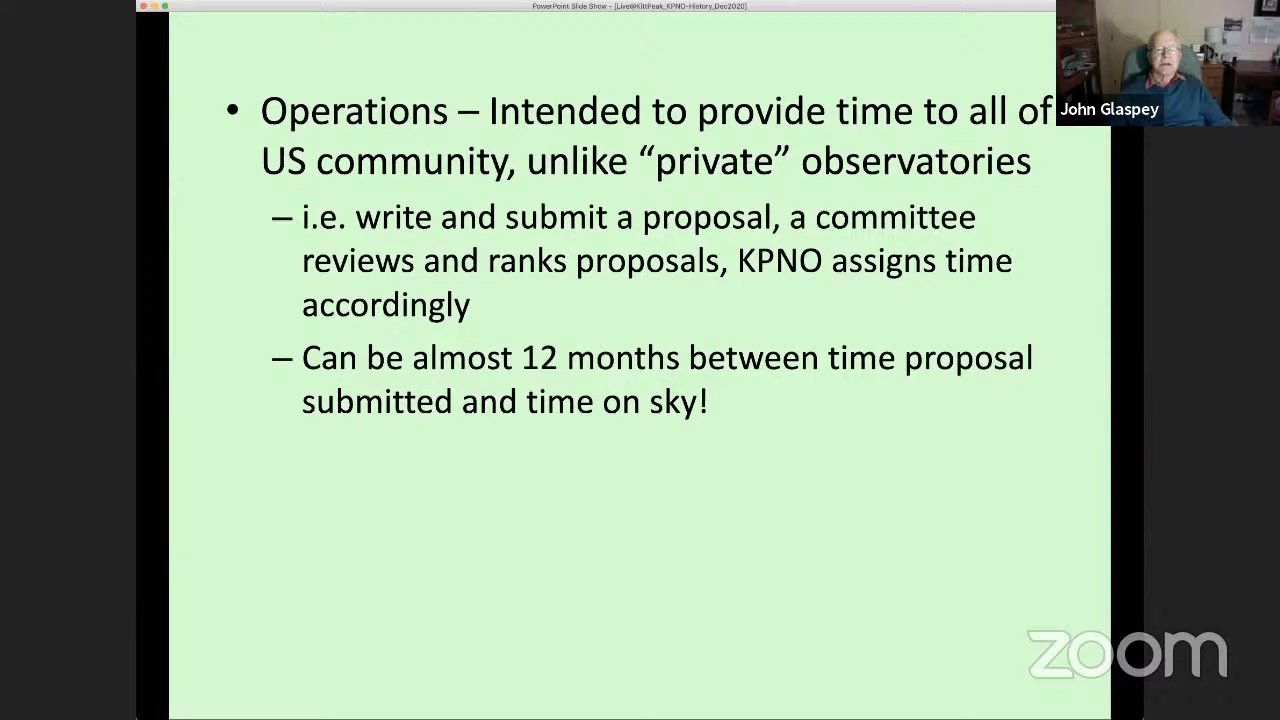 PowerPoint Slide Show - [Live@KittPeak_KPNO-History_Dec2020]
• Operations – Intended to provide time to all of
US community, unlike “private” observatories
– i.e. write and submit a proposal, a committee
reviews and ranks proposals, KPNO assigns time
accordingly
– Can be almost 12 months between time proposal
submitted and time on sky!
John Glaspey
zoom